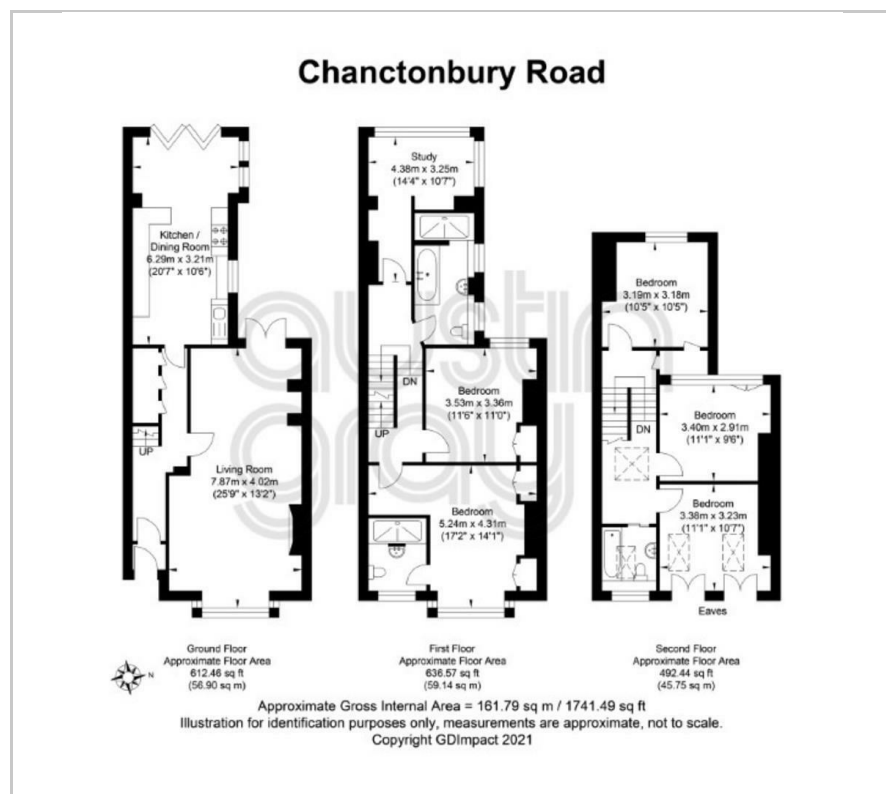 Chanctonbury Road
Kitchen /
Dining Room
6.29m x 3.21m
(20'7" x 10'6")
UP
Living Room
7.87m x 4.02m
(25'9" x 13'2")
Ground Floor
Approximate Floor Area
612.46 sq ft
(56.90 sq m)
Study
4.38m x 3.25m
(14'4" x 10'7")
DN
UP
Bedroom
3.53m x 3.36m
(11'6" x 11'0")
Bedroom
5.24m x 4.31m
(17'2" x 14'1")
First Floor
Approximate Floor Area
636.57 sq ft
(59.14 sq m)
Bedroom
3.19m x 3.18m
(10'5" x 10'5")
DN
Bedroom
3.40m x 2.91m
(11'1" x 9'6")
Bedroom
3.38m x 3.23m
(11'1" x 10'7")
Eaves
Second Floor
Approximate Floor Area
492.44 sq ft
(45.75 sq m)
N
austin
gray
Approximate Gross Internal Area = 161.79 sq m / 1741.49 sq ft
Illustration for identification purposes only, measurements are approximate, not to scale.
Copyright GDImpact 2021